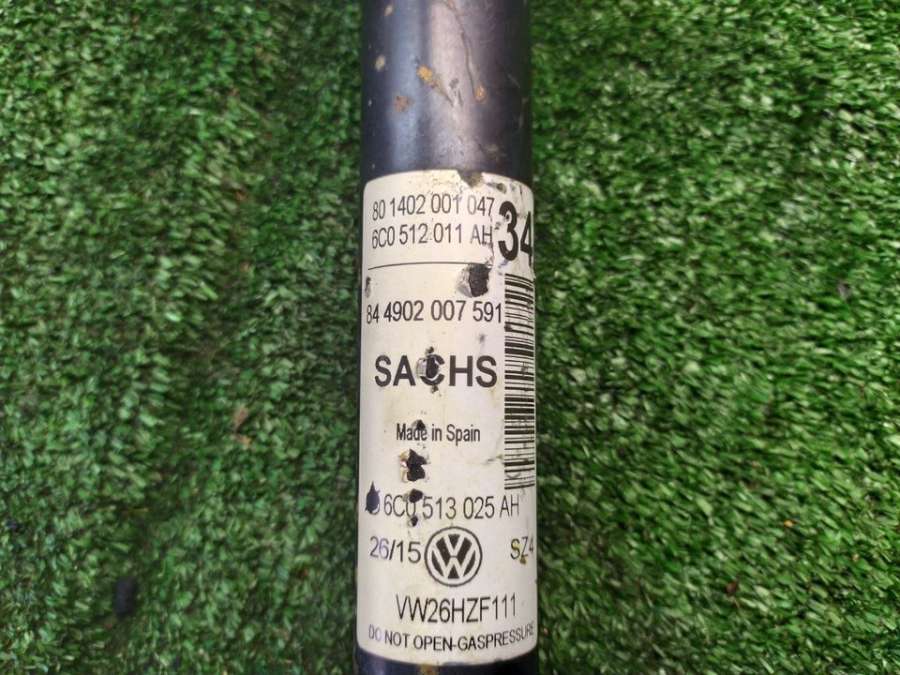 80 1402 001 047
6C0 512 011 AH
34
84 4902 007 591
SACHS
Made in Spain
6C0 513 025 AH
26/15 VW SZ4
VW26HZF111
DO NOT OPEN-GASPRESSURE